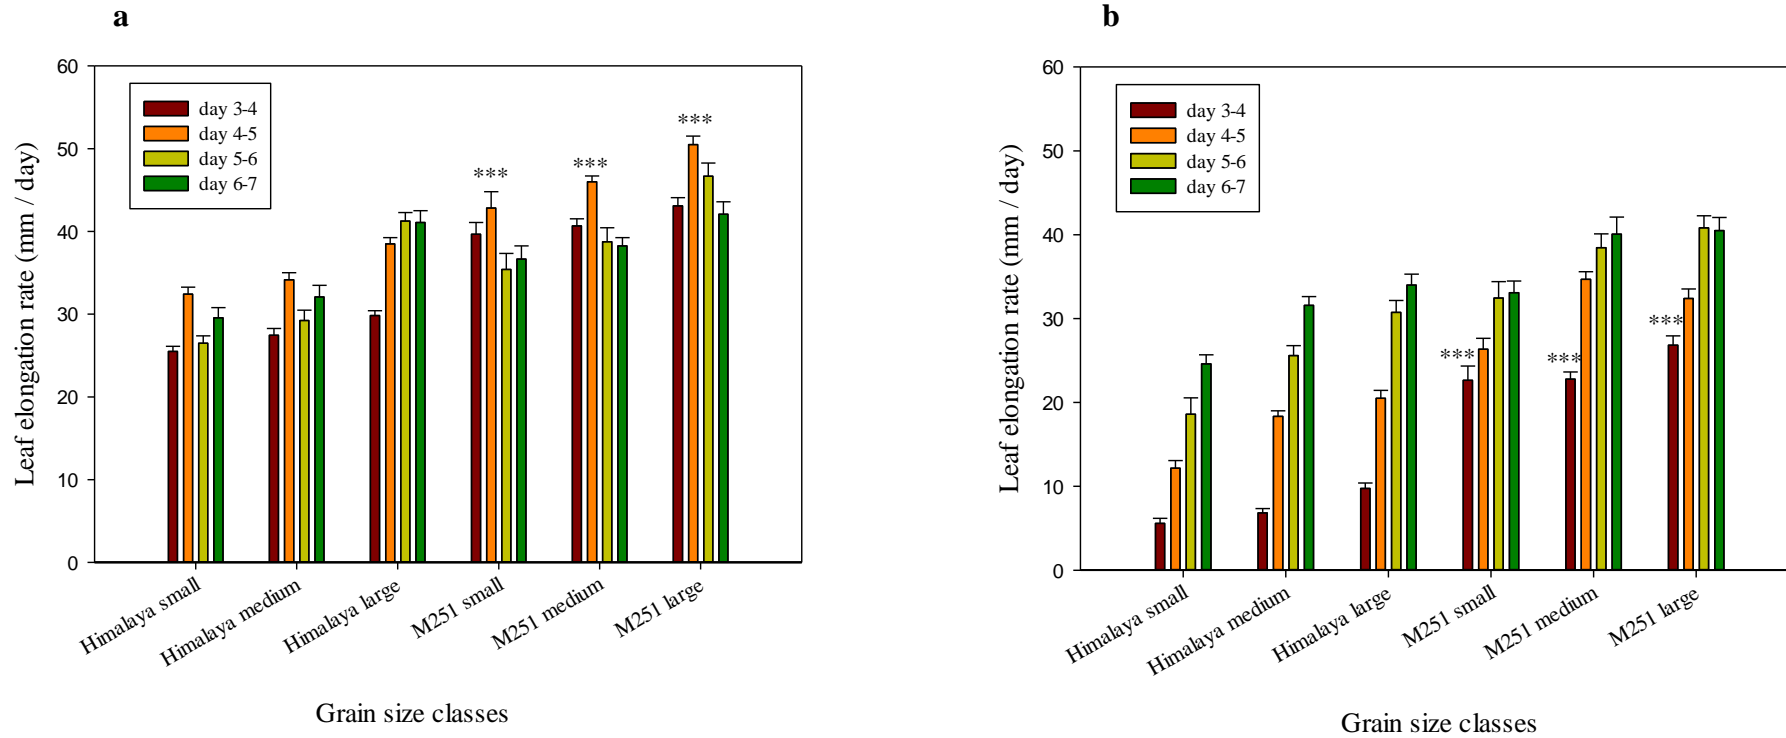 a
Leaf elongation rate (mm / day)
60
50
40
30
20
10
0
day 3-4
day 4-5
day 5-6
day 6-7
***
***
***
Himalaya small
Himalaya medium
Himalaya large
M251 small
M251 medium
M251 large
Grain size classes
b
Leaf elongation rate (mm / day)
60
50
40
30
20
10
0
day 3-4
day 4-5
day 5-6
day 6-7
***
***
***
Himalaya small
Himalaya medium
Himalaya large
M251 small
M251 medium
M251 large
Grain size classes